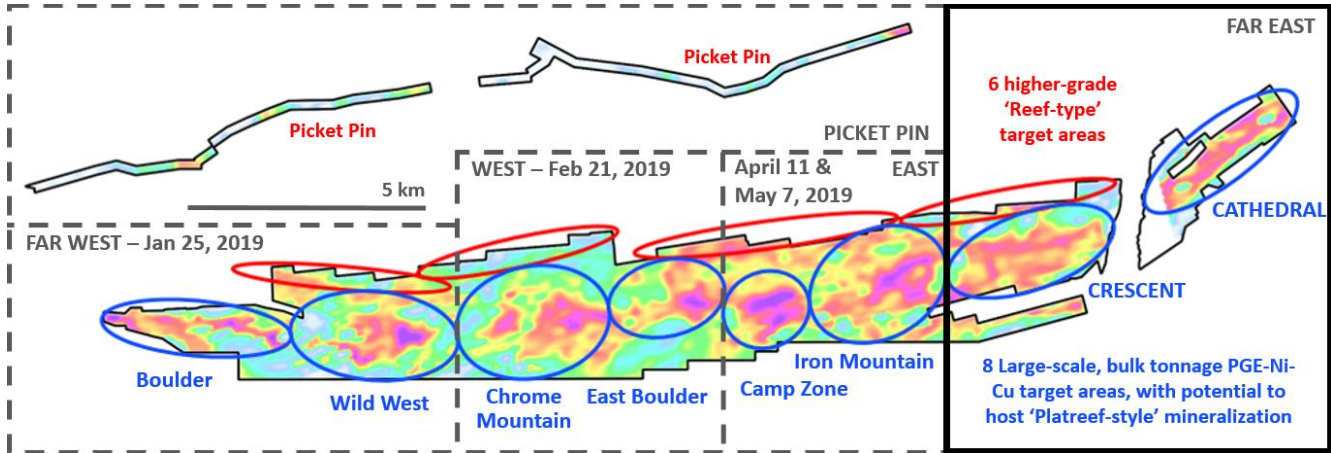 FAR EAST
Picket Pin
Picket Pin
6 higher-grade
'Reef-type'
target areas
PICKET PIN
WEST – Feb 21, 2019
April 11 &
May 7, 2019
EAST
5 km
FAR WEST – Jan 25, 2019
CATHEDRAL
CRESCENT
Boulder
Wild West
Chrome
Mountain
East Boulder
Camp Zone
Iron Mountain
8 Large-scale, bulk tonnage PGE-Ni-
Cu target areas, with potential to
host 'Platreef-style' mineralization